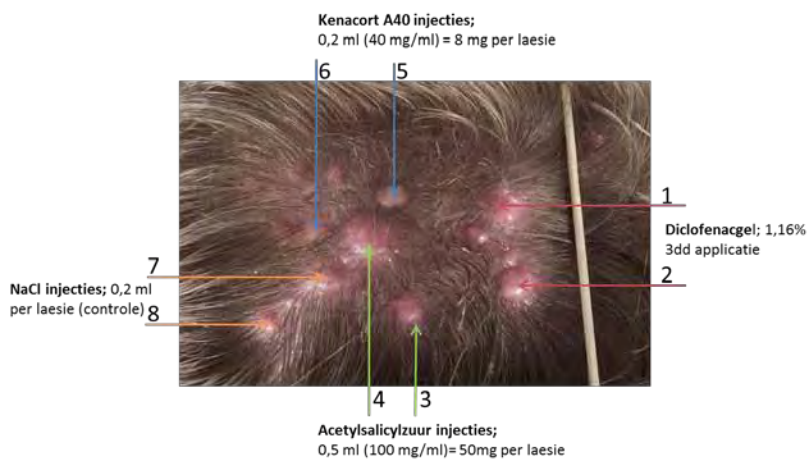 Kenacort A40 injecties;
0,2 ml (40 mg/ml) = 8 mg per laesie
6
5
1
Diclofenacgel; 1,16%
3dd applicatie
2
7
NaCl injecties; 0,2 ml
per laesie (controle)
8
4
3
Acetylsalicylzuur injecties;
0,5 ml (100 mg/ml)= 50mg per laesie